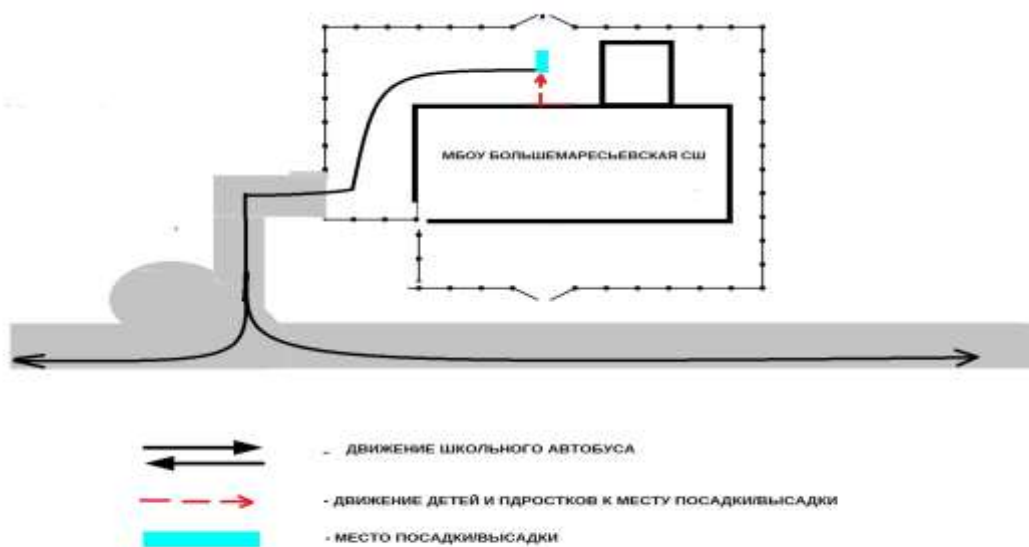 МБОУ БОЛЬШЕМАРЕСЬЕВСКАЯ СШ
- ДВИЖЕНИЕ ШКОЛЬНОГО АВТОБУСА
- ДВИЖЕНИЕ ДЕТЕЙ И ПДРОСТКОВ К МЕСТУ ПОСАДКИ/ВЫСАДКИ
- МЕСТО ПОСАДКИ/ВЫСАДКИ